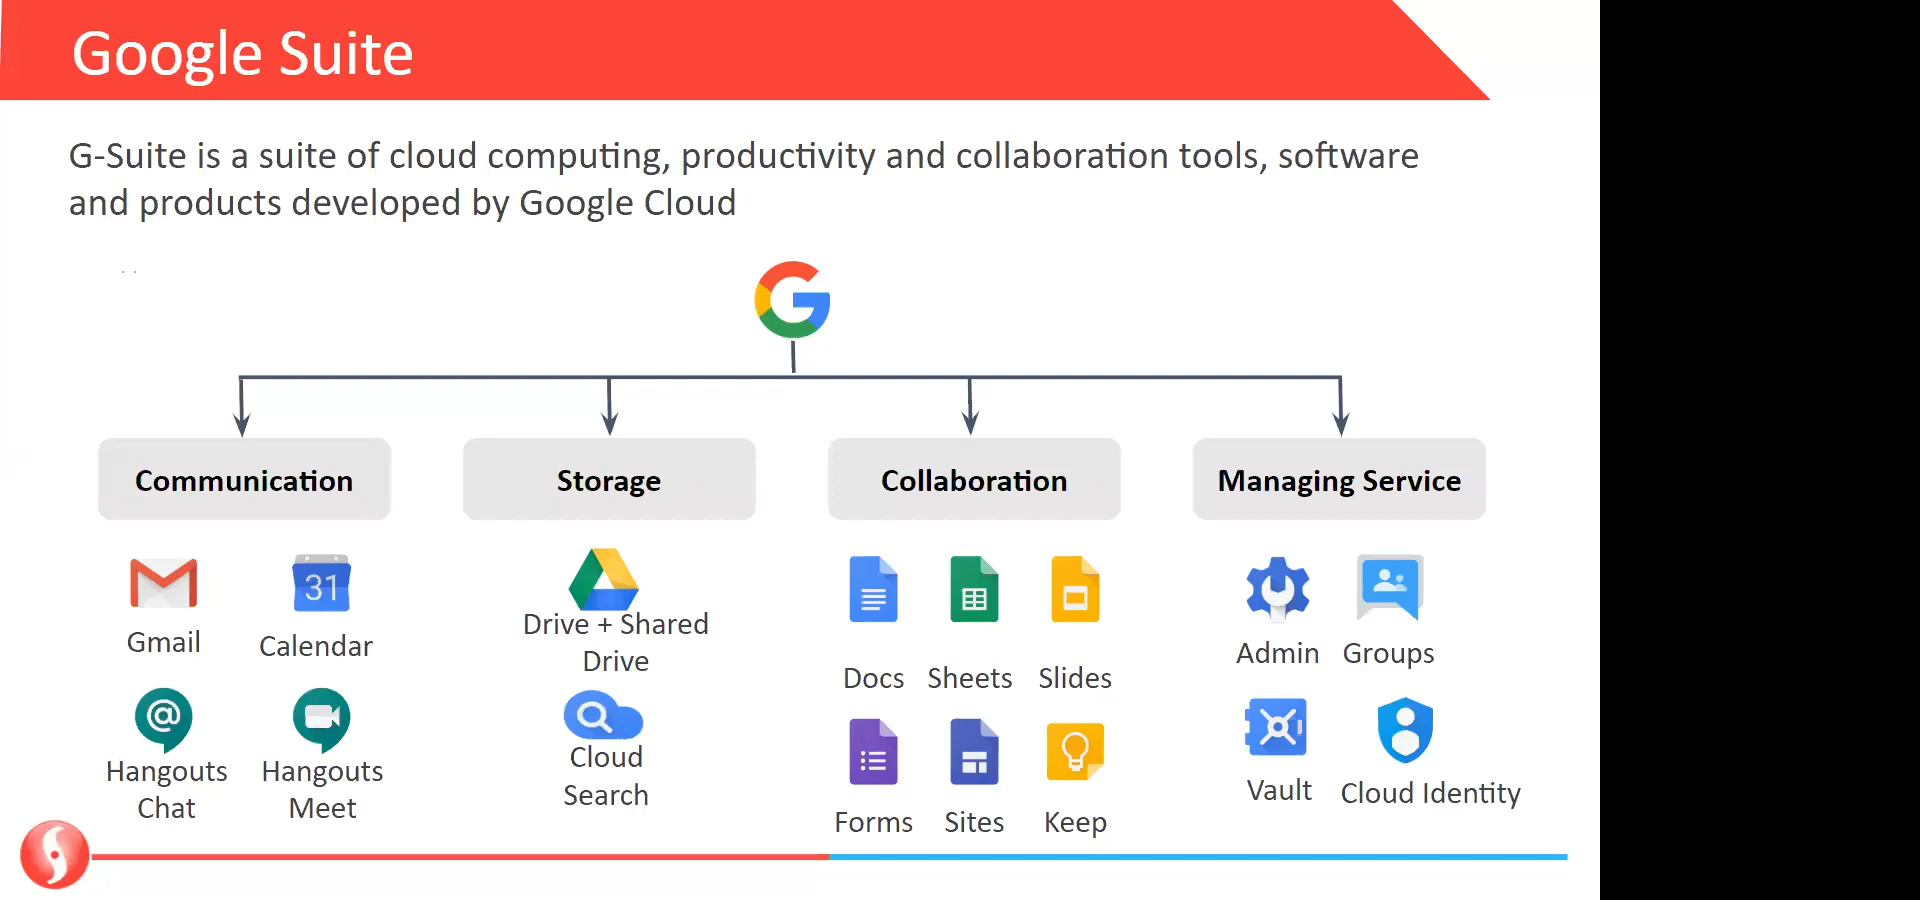 Google Suite
G-Suite is a suite of cloud computing, productivity and collaboration tools, software
and products developed by Google Cloud
Communication
Storage
Collaboration
Managing Service
31
Gmail
Calendar
Hangouts
Chat
Hangouts
Meet
Drive + Shared
Drive
Cloud
Search
Docs
Sheets
Slides
Forms
Sites
Keep
Admin
Groups
Vault
Cloud Identity